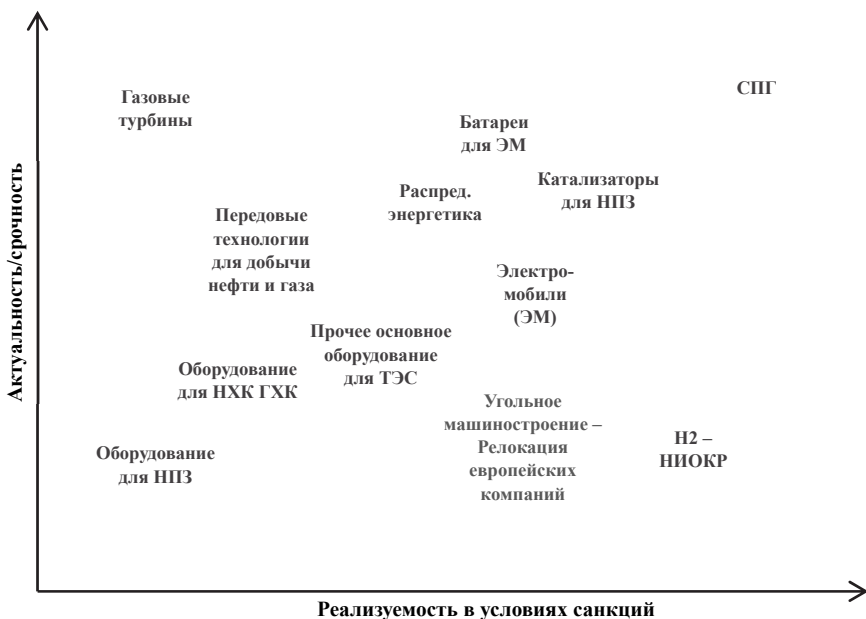 СПГ
Газовые
турбины
Батареи
для ЭМ
Катализаторы
для НПЗ
Распред.
энергетика
Передовые
технологии
для добычи
нефти и газа
Электро-
мобили
(ЭМ)
Прочее основное
оборудование
для ТЭС
Оборудование
для НХК ГХК
Угольное
машиностроение –
Релокация
европейских
компаний
Н2 –
НИОКР
Оборудование
для НПЗ
Актуальность/срочность
Реализуемость в условиях санкций